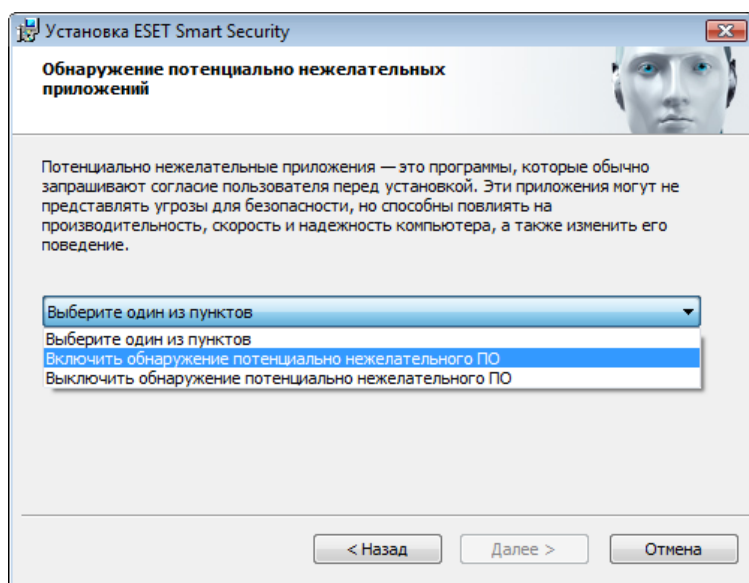 Установка ESET Smart Security
Обнаружение потенциально нежелательных
приложений
Потенциально нежелательные приложения — это программы, которые обычно
запрашивают согласие пользователя перед установкой. Эти приложения могут не
представлять угрозы для безопасности, но способны повлиять на
производительность, скорость и надежность компьютера, а также изменить его
поведение.
Выберите один из пунктов
Выберите один из пунктов
Включить обнаружение потенциально нежелательного ПО
Выключить обнаружение потенциально нежелательного ПО
< Назад
Далее >
Отмена